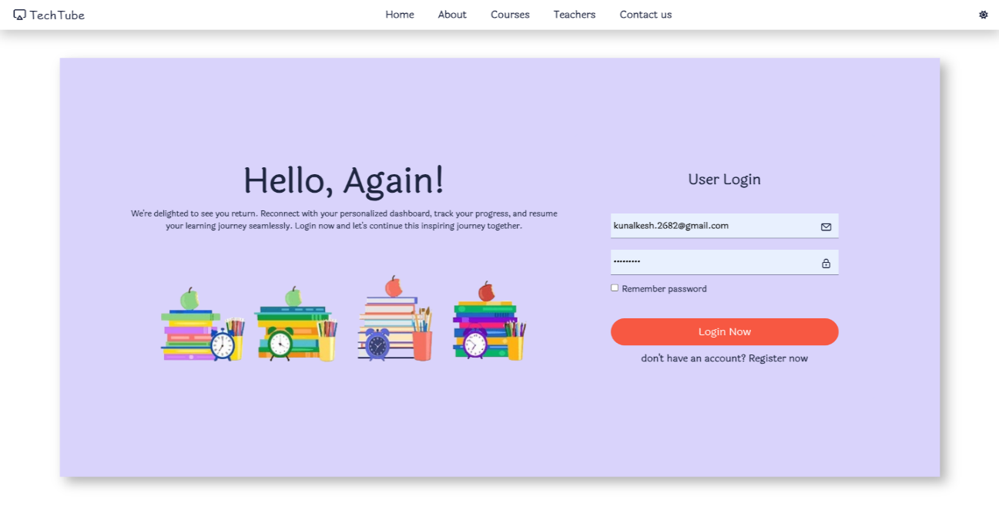 TechTube
Home About Courses Teachers Contact us
Hello, Again!
We're delighted to see you return. Reconnect with your personalized dashboard, track your progress, and resume
your learning journey seamlessly. Login now and let's continue this inspiring journey together.
User Login
kunalkesh.2682@gmail.com
•••••••••
Remember password
Login Now
don't have an account? Register now